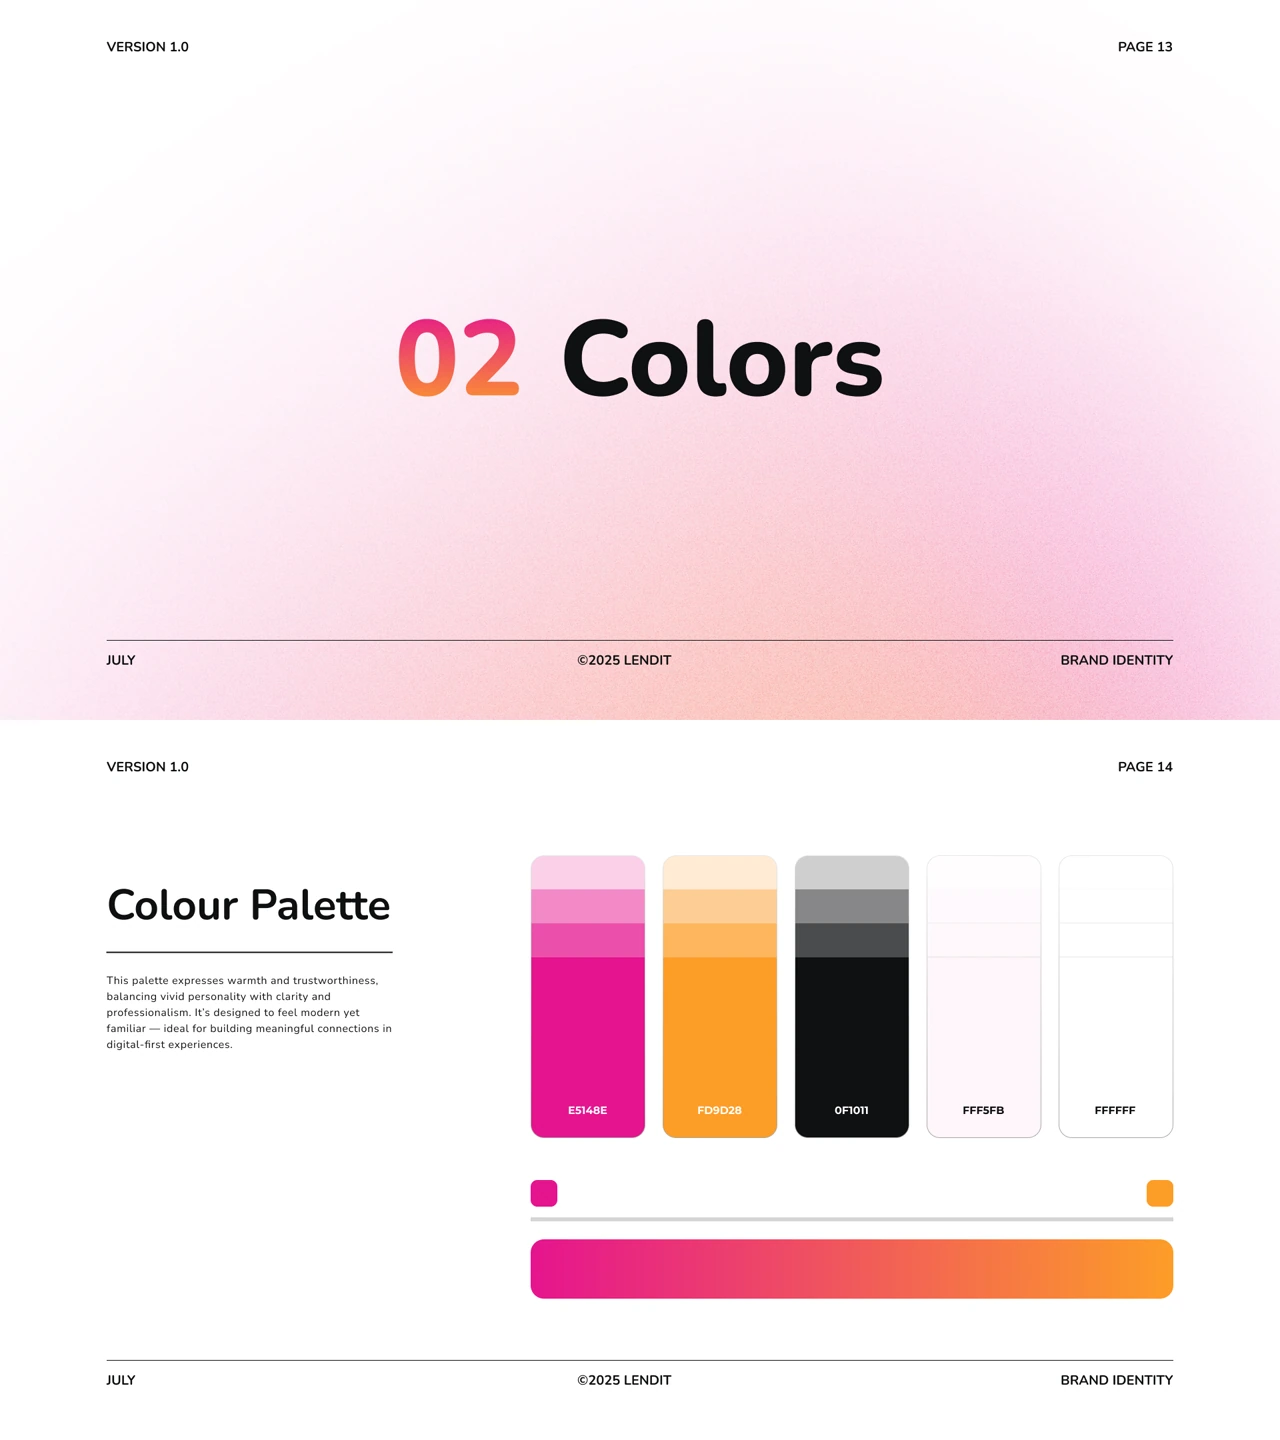 VERSION 1.0
PAGE 13
02 Colors
JULY
©2025 LENDIT
BRAND IDENTITY
VERSION 1.0
PAGE 14
Colour Palette
This palette expresses warmth and trustworthiness,
balancing vivid personality with clarity and
professionalism. It's designed to feel modern yet
familiar — ideal for building meaningful connections in
digital-first experiences.
E5148E
FD9D28
0F1011
FFF5FB
FFFFFF
JULY
©2025 LENDIT
BRAND IDENTITY